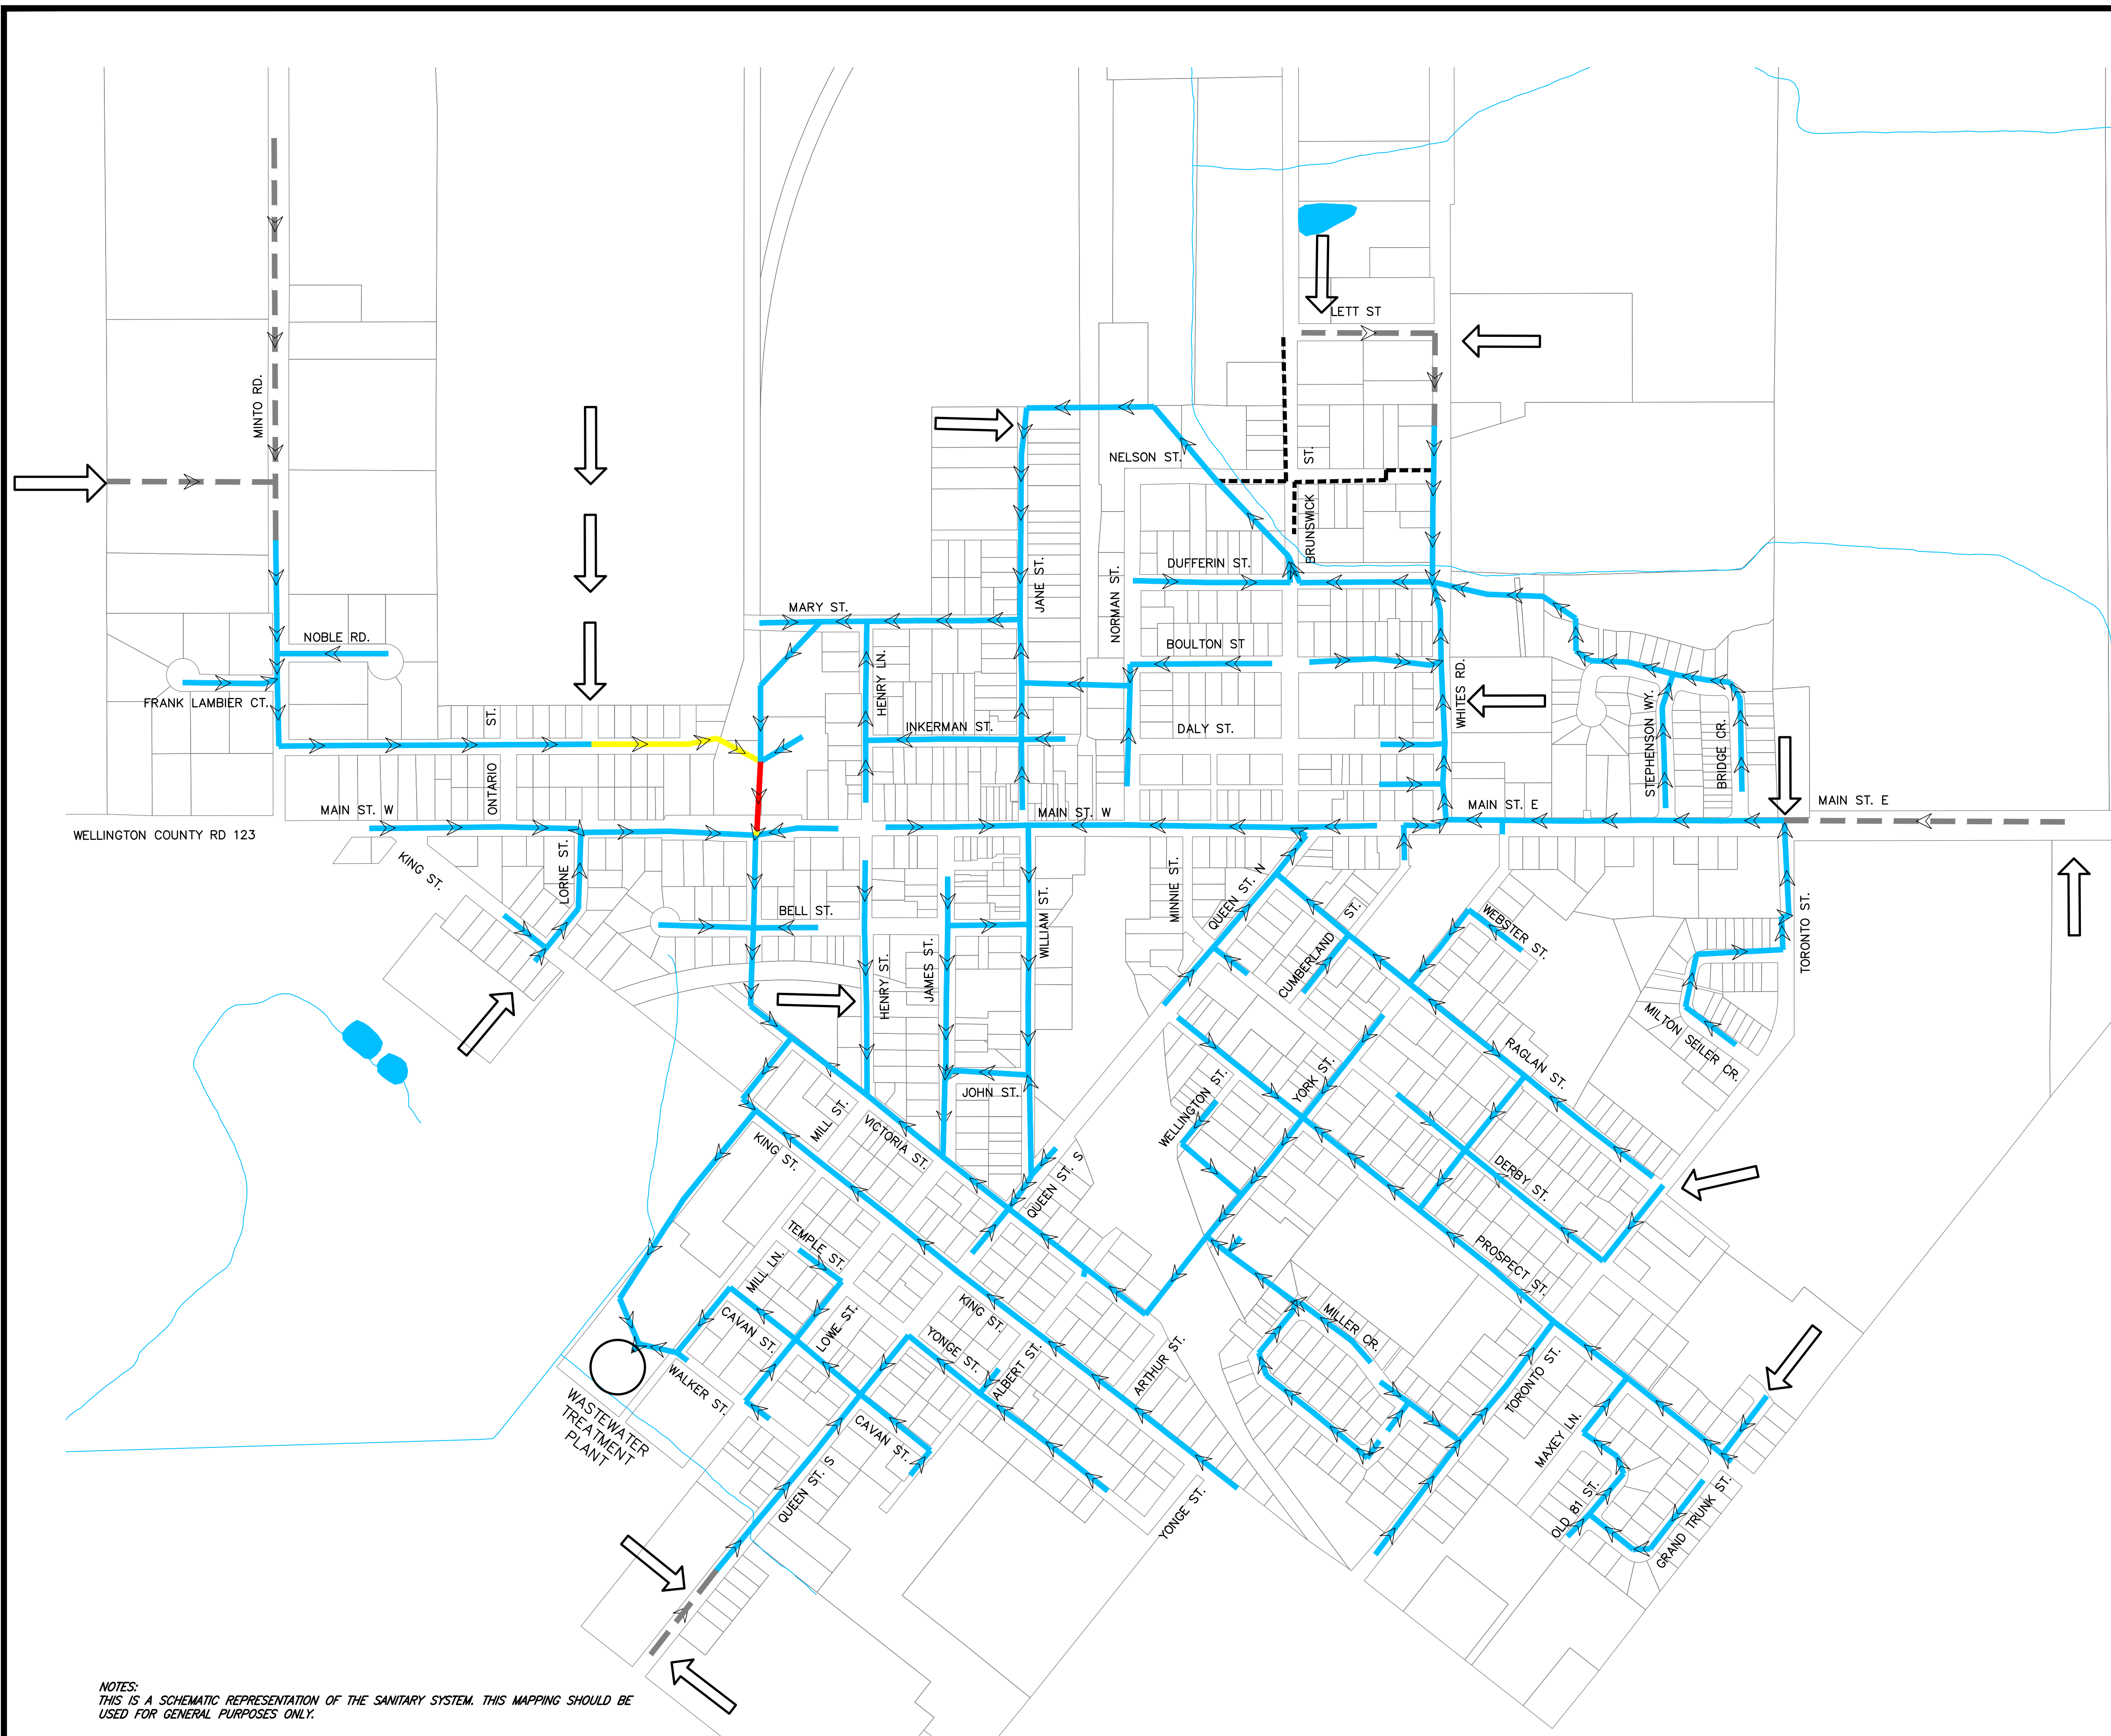 LETT ST
MINTO RD.
NELSON ST.
ST.
BRUNSWICK
DUFFERIN ST.
JANE ST.
NORMAN ST.
MARY ST.
NOBLE RD.
BOULTON ST
HENRY LN.
WHITES RD.
FRANK LAMBIER CT.
ST.
ONTARIO
INKERMAN ST.
DALY ST.
STEPHENSON WY.
BRIDGE CR.
MAIN ST. W
MAIN ST. W
MAIN ST. E
MAIN ST. E
WELLINGTON COUNTY RD 123
KING ST.
LORNE ST.
BELL ST.
HENRY ST.
JAMES ST.
WILLIAM ST.
MINNIE ST.
QUEEN ST. N
ST.
CUMBERLAND
WEBSTER ST.
TORONTO ST.
MILTON SEILER CR.
RAGLAN ST.
JOHN ST.
YORK ST.
WELLINGTON ST.
MILL ST.
VICTORIA ST.
KING ST.
QUEEN ST. S
DERBY ST.
PROSPECT ST.
TEMPLE ST.
MILL LN.
CAVAN ST.
LOWE ST.
KING ST.
YONGE ST.
ALBERT ST.
ARTHUR ST.
MILLER CR.
TORONTO ST.
WALKER ST.
WASTEWATER
TREATMENT
PLANT
CAVAN ST.
QUEEN ST. S
YONGE ST.
MAXEY LN.
OLD 81 ST.
GRAND TRUNK ST.
NOTES:
THIS IS A SCHEMATIC REPRESENTATION OF THE SANITARY SYSTEM. THIS MAPPING SHOULD BE
USED FOR GENERAL PURPOSES ONLY.